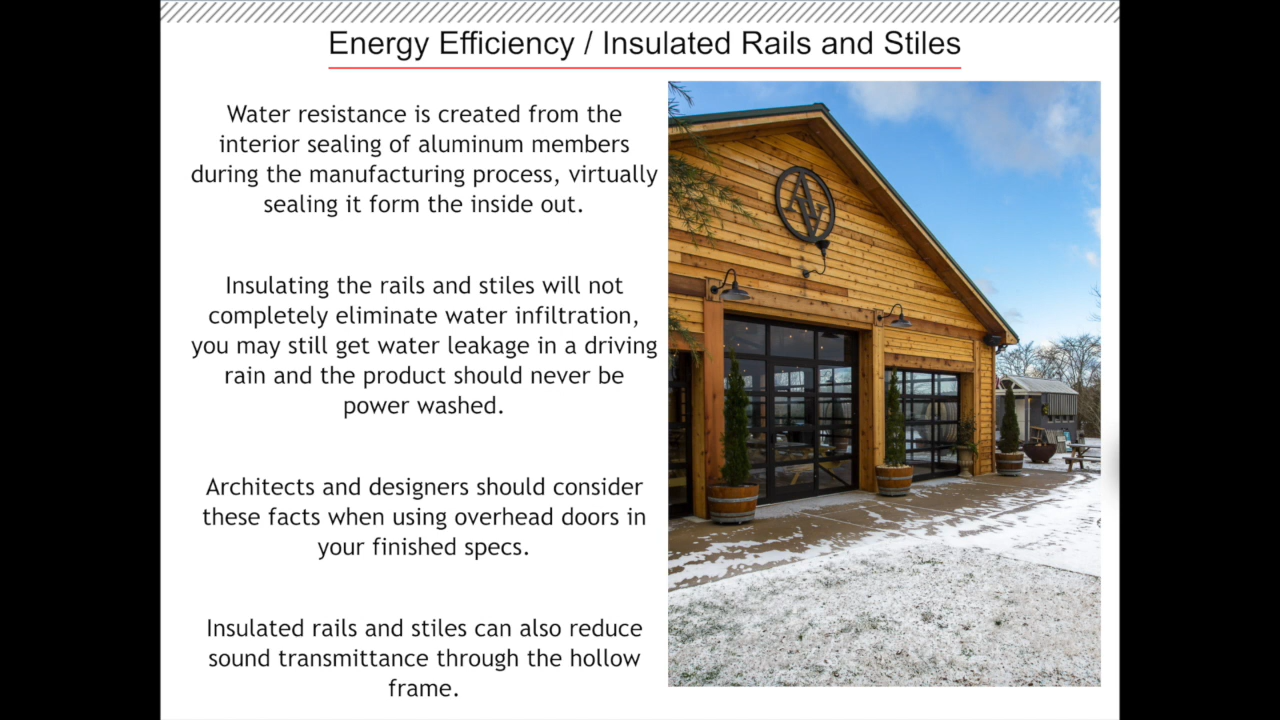 Energy Efficiency / Insulated Rails and Stiles
Water resistance is created from the
interior sealing of aluminum members
during the manufacturing process, virtually
sealing it form the inside out.
Insulating the rails and stiles will not
completely eliminate water infiltration,
you may still get water leakage in a driving
rain and the product should never be
power washed.
Architects and designers should consider
these facts when using overhead doors in
your finished specs.
Insulated rails and stiles can also reduce
sound transmittance through the hollow
frame.
AV